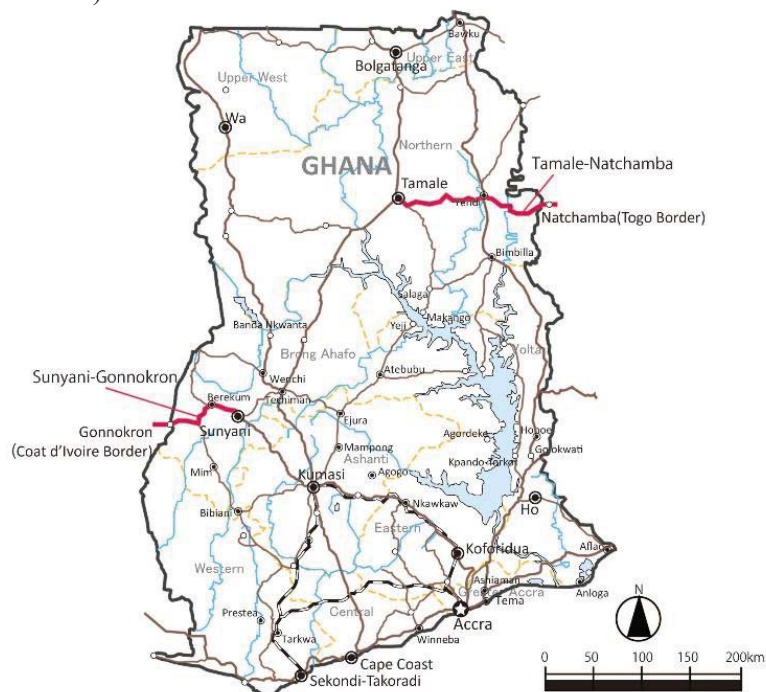 Bawku
Bolgatanga
Upper East
Upper West
Wa
Northern
GHANA
Tamale-Natchamba
Tamale
Yendi
Natchamba(Togo Border)
Bimbilla
Salaga
Makango
Banda Nkwanta
Yeji
Brong Ahafo
Volta
Sunyani-Gonnokron
Wenchi
Atebubu
Berekum
Techiman
Gonnokron
(Coat d'Ivoire Border)
Sunyani
Ejura
Agordeke
Hohoe
Mampong
Golokwati
Ashanti
Kpando-Torkor
Mim
Agogo
Kumasi
Nkawkaw
Ho
Bibiani
Eastern
Koforidua
Aflao
Western
Ashiaman
Greater Accra
Anloga
Tema
Prestea
Central
Accra
N
Tarkwa
Winneba
Cape Coast
Sekondi-Takoradi
0 50 100 150 200km